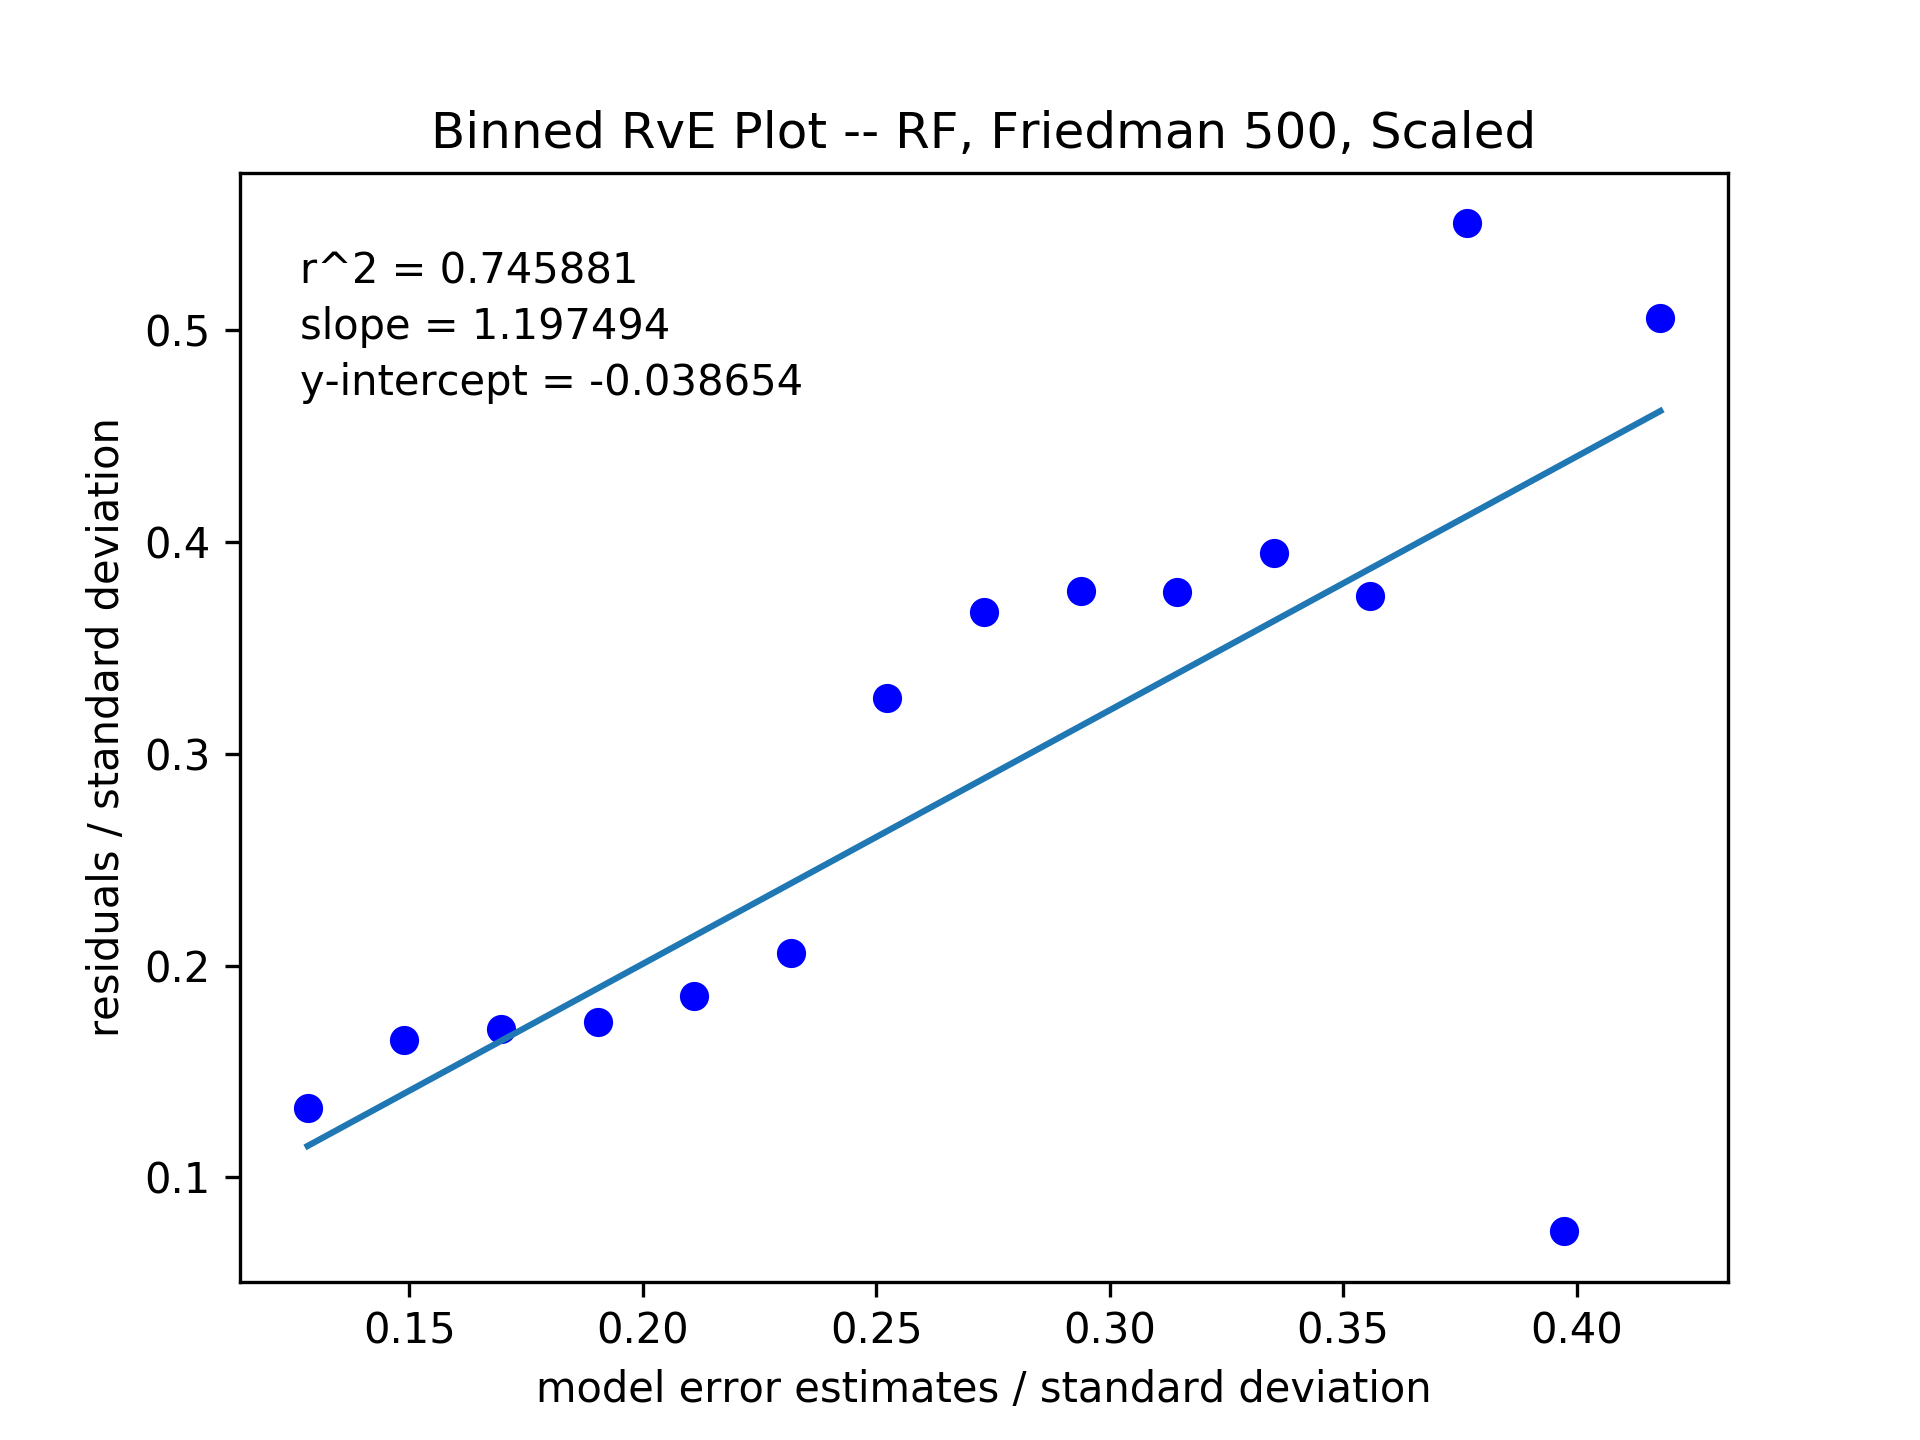 Binned RvE Plot -- RF, Friedman 500, Scaled
r^2 = 0.745881
slope = 1.197494
y-intercept = -0.038654
residuals / standard deviation
0.5
0.4
0.3
0.2
0.1
0.15 0.20 0.25 0.30 0.35 0.40
model error estimates / standard deviation